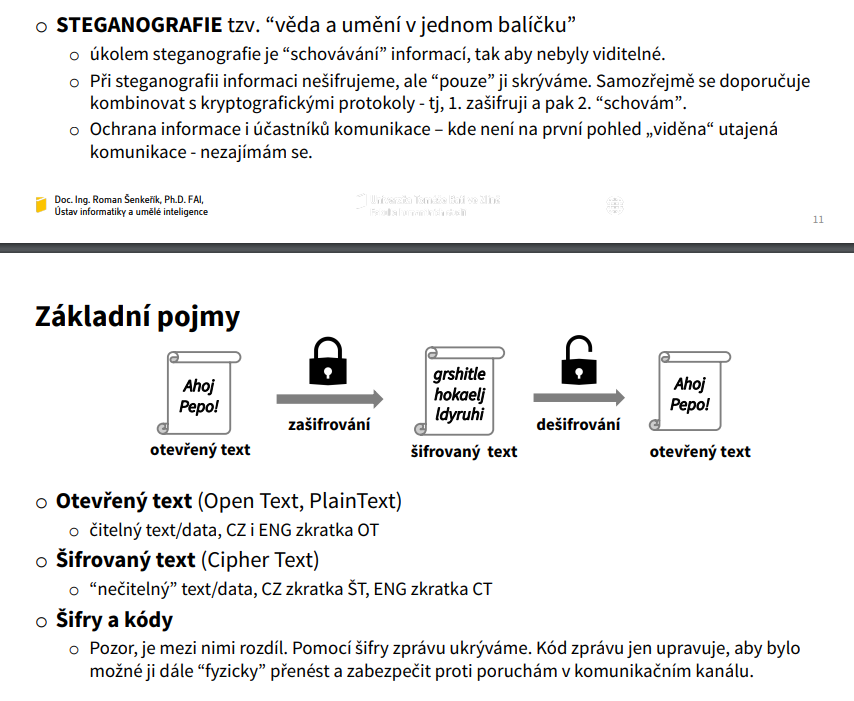 STEGANOGRAFIE tzv. “věda a umění v jednom balíčku”
úkolem steganografie je “schovávání” informací, tak aby nebyly viditelné.
Při steganografii informaci nešifrujeme, ale “pouze” ji skrýváme. Samozřejmě se doporučuje
kombinovat s kryptografickými protokoly - tj, 1. zašifruji a pak 2. “schovám”.
Ochrana informace i účastníků komunikace – kde není na první pohled „viděna“ utajená
komunikace - nezajímám se.
Doc. Ing. Roman Šenkeřík, Ph.D. FAI,
Ústav informatiky a umělé inteligence
11
Základní pojmy
Ahoj
Pepo!
otevřený text
zašifrování
grshitle
hokaelj
ldyruhi
šifrovaný text
dešifrování
Ahoj
Pepo!
otevřený text
Otevřený text (Open Text, PlainText)
čitelný text/data, CZ i ENG zkratka OT
Šifrovaný text (Cipher Text)
“nečitelný” text/data, CZ zkratka ŠT, ENG zkratka CT
Šifry a kódy
Pozor, je mezi nimi rozdíl. Pomocí šifry zprávu ukrýváme. Kód zprávu jen upravuje, aby bylo
možné ji dále “fyzicky” přenést a zabezpečit proti poruchám v komunikačním kanálu.